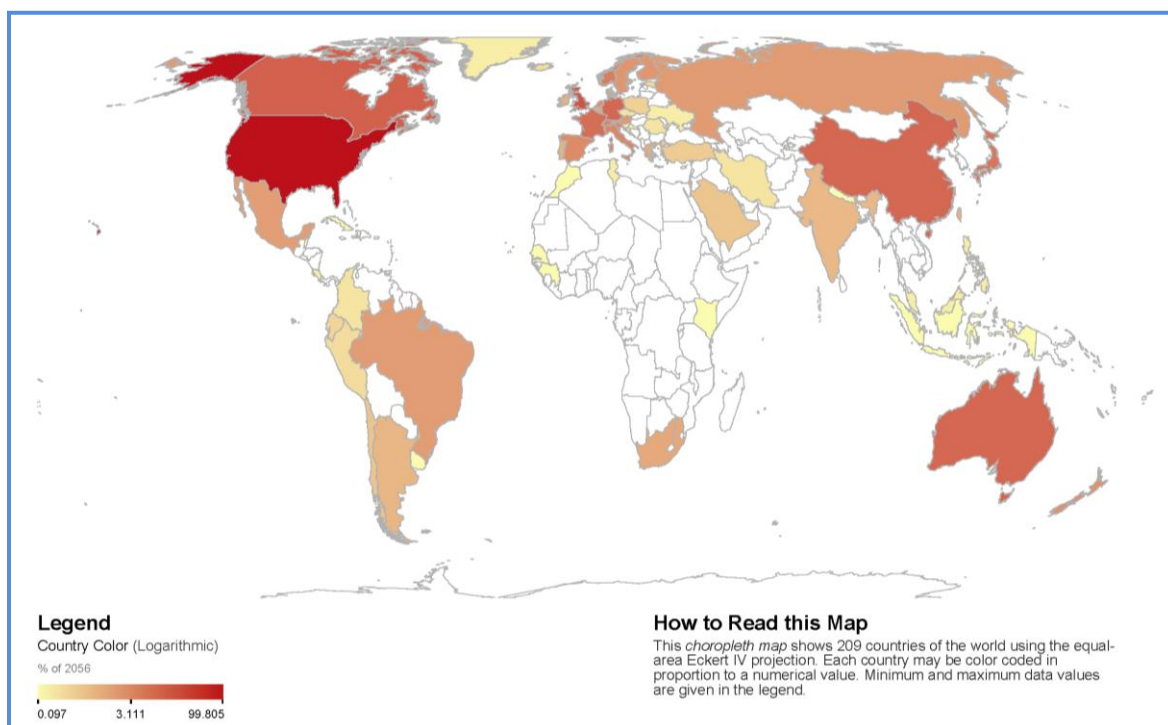 Legend
Country Color (Logarithmic)
% of 2056
0.097 3.111 99.805
How to Read this Map
This choropleth map shows 209 countries of the world using the equal-
area Eckert IV projection. Each country may be color coded in
proportion to a numerical value. Minimum and maximum data values
are given in the legend.